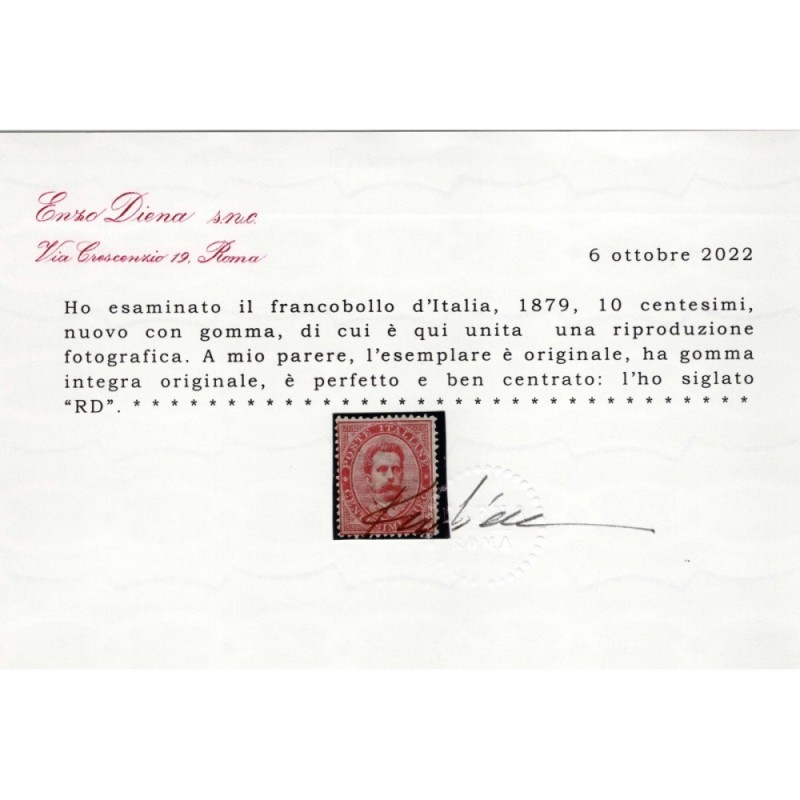 Enzo Diena s.n.c.
Via Crescenzio 19, Roma
6 ottobre 2022
Ho esaminato il francobollo d'Italia, 1879, 10 centesimi,
nuovo con gomma, di cui è qui unita una riproduzione
fotografica. A mio parere, l'esemplare è originale, ha gomma
integra originale, è perfetto e ben centrato: l'ho siglato
“RD”. * * * * * * * * * * * * * * * * * * * * * * * * * * * * * * * * *
POSTE ITALIANE